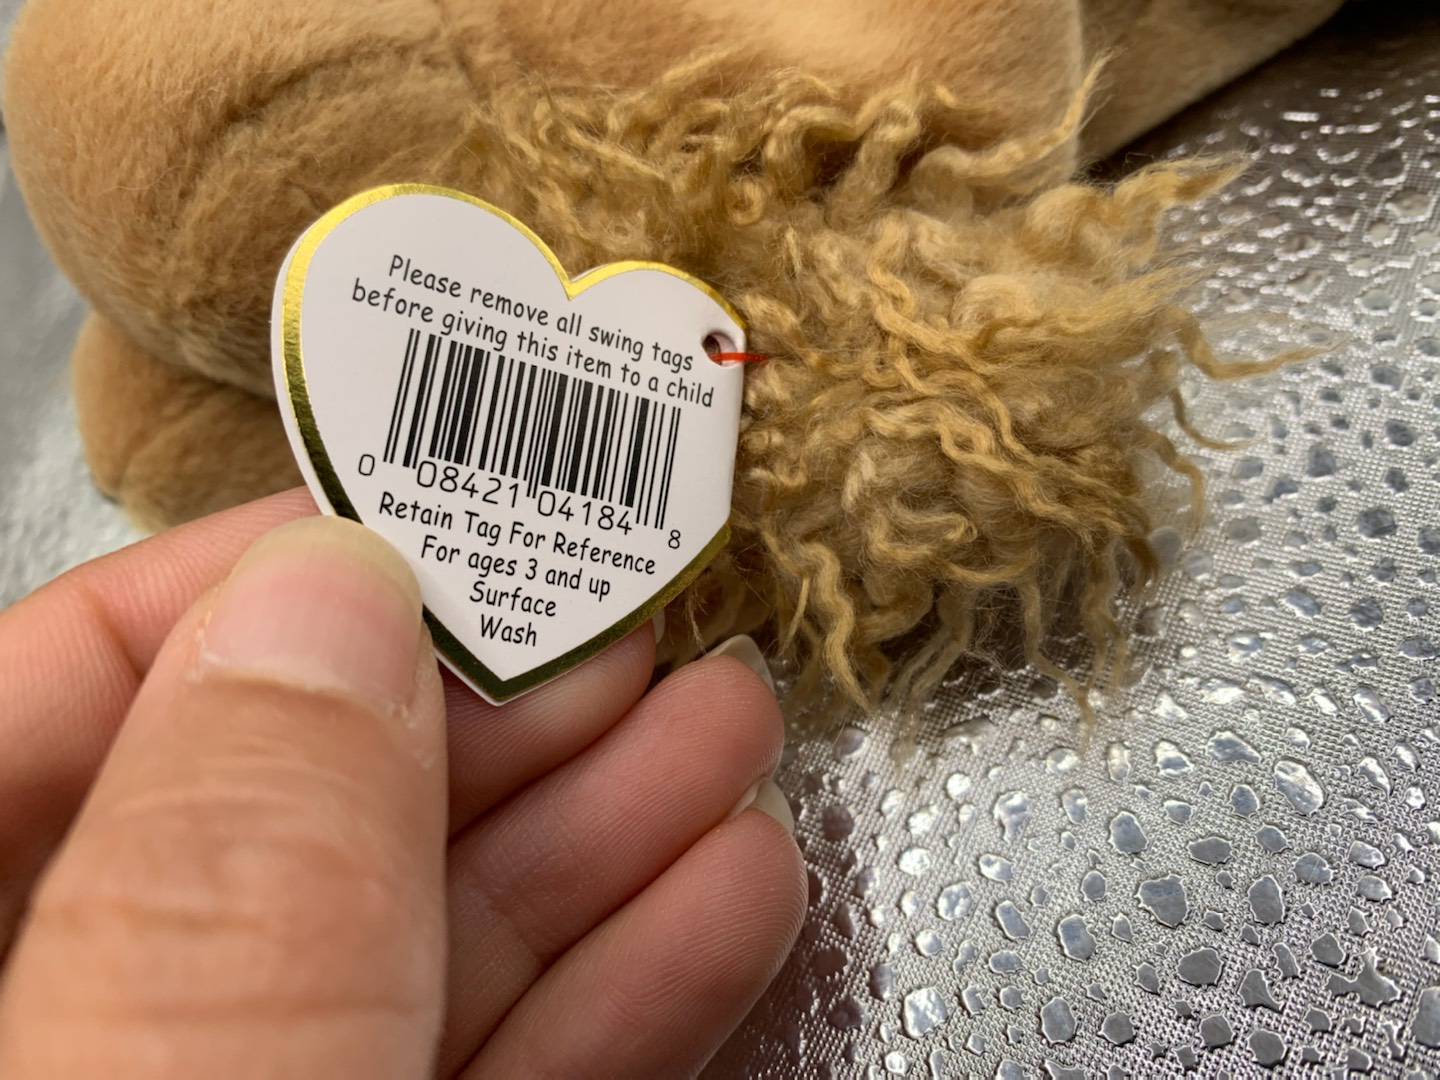 Please remove all swing tags
before giving this item to a child
0 08421 04184 8
Retain Tag For Reference
For ages 3 and up
Surface
Wash